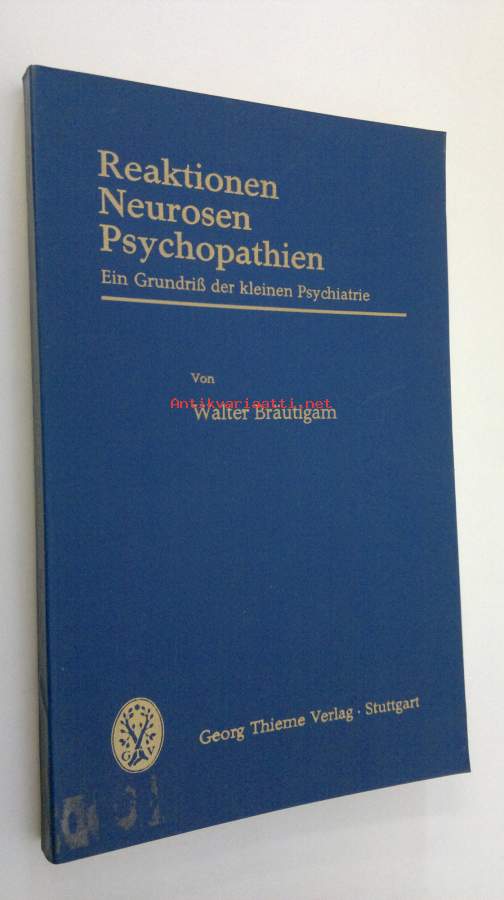 Reaktionen
Neurosen
Psychopathien
Ein Grundriß der kleinen Psychiatrie
Von
Antikvariaatti.net
Walter Bräutigam
Georg Thieme Verlag · Stuttgart
G T V